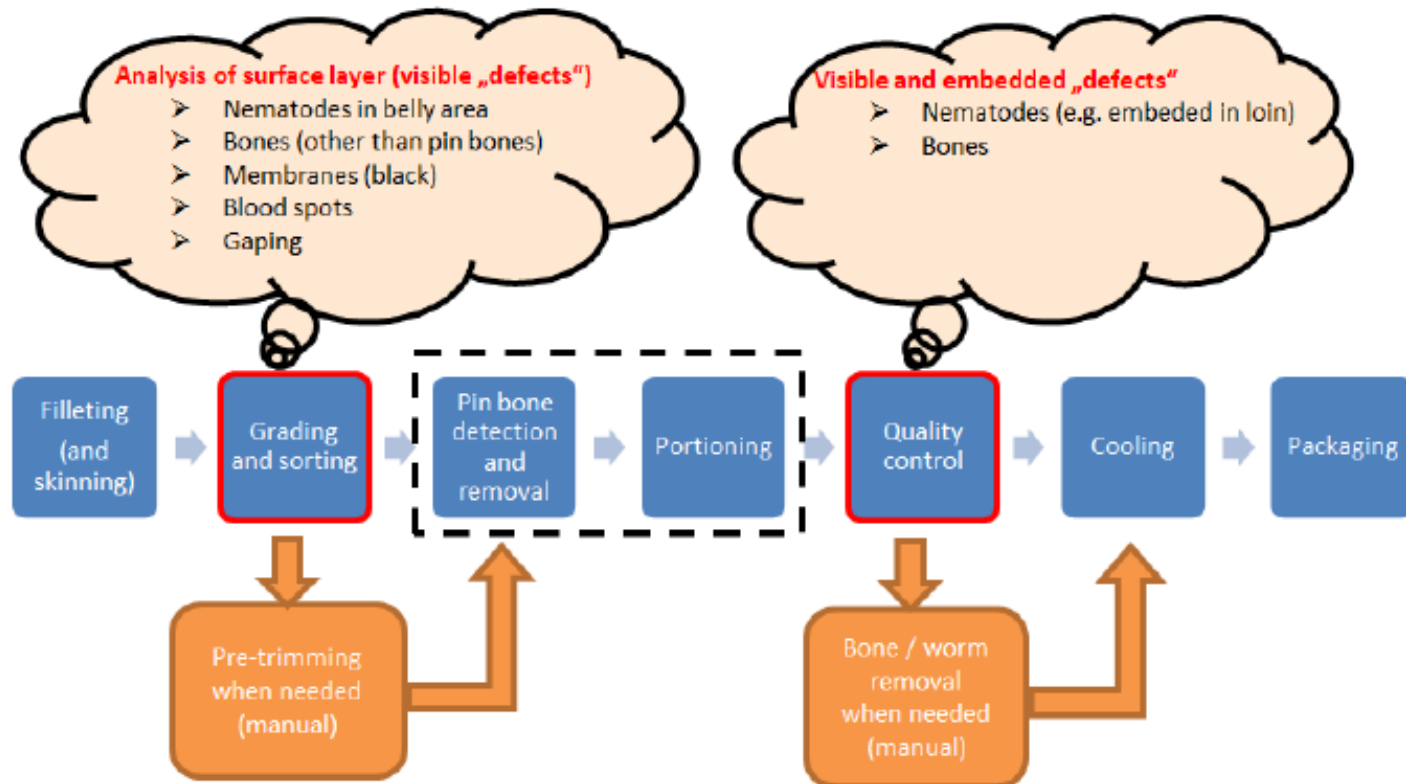 Analysis of surface layer (visible „defects“)
➤ Nematodes in belly area
➤ Bones (other than pin bones)
➤ Membranes (black)
➤ Blood spots
➤ Gaping
Visible and embedded „defects“
➤ Nematodes (e.g. embeded in loin)
➤ Bones
Filleting
(and
skinning)
Grading
and sorting
Pin bone
detection
and
removal
Portioning
Quality
control
Cooling
Packaging
Pre-trimming
when needed
(manual)
Bone / worm
removal
when needed
(manual)